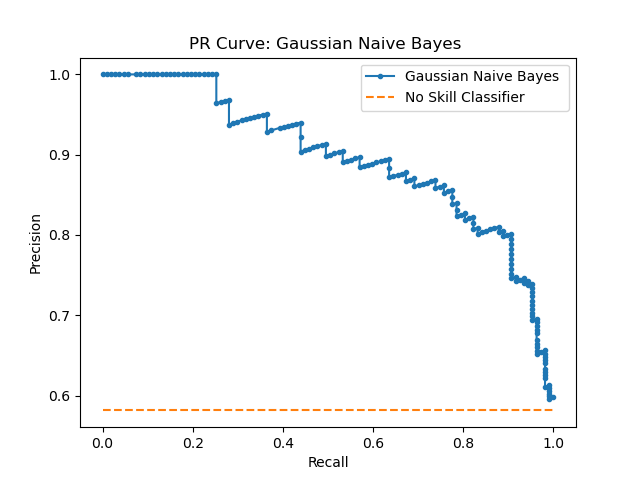 PR Curve: Gaussian Naive Bayes
1.0
0.9
0.8
0.7
0.6
Precision
Gaussian Naive Bayes
No Skill Classifier
0.0 0.2 0.4 0.6 0.8 1.0
Recall